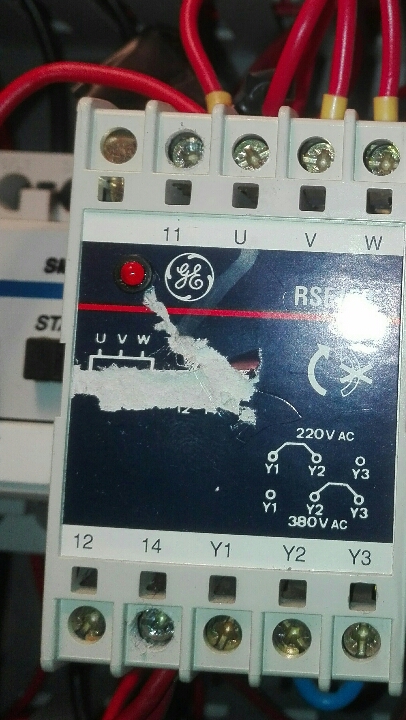 11 U V W
GE
U V W
220V AC
Y1 Y2 Y3
Y1 Y2 Y3
380V AC
12 14 Y1 Y2 Y3